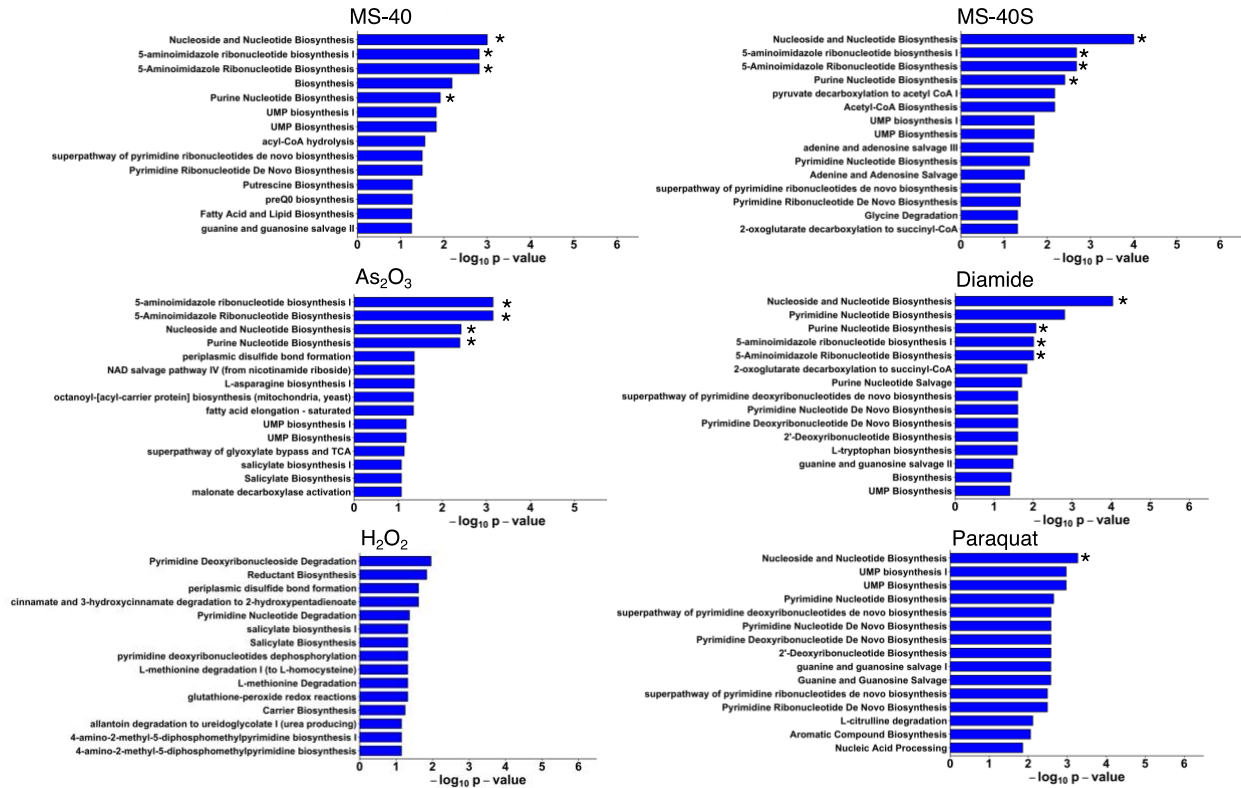 MS-40
Nucleoside and Nucleotide Biosynthesis *
5-aminoimidazole ribonucleotide biosynthesis I *
5-Aminoimidazole Ribonucleotide Biosynthesis *
Biosynthesis
Purine Nucleotide Biosynthesis *
UMP biosynthesis I
UMP Biosynthesis
acyl-CoA hydrolysis
superpathway of pyrimidine ribonucleotides de novo biosynthesis
Pyrimidine Ribonucleotide De Novo Biosynthesis
Putrescine Biosynthesis
preQ0 biosynthesis
Fatty Acid and Lipid Biosynthesis
guanine and guanosine salvage II
0 1 2 3 4 5 6
−log₁₀ p−value
MS-40S
Nucleoside and Nucleotide Biosynthesis *
5-aminoimidazole ribonucleotide biosynthesis I *
5-Aminoimidazole Ribonucleotide Biosynthesis *
Purine Nucleotide Biosynthesis *
pyruvate decarboxylation to acetyl CoA I
Acetyl-CoA Biosynthesis
UMP biosynthesis I
UMP Biosynthesis
adenine and adenosine salvage III
Pyrimidine Nucleotide Biosynthesis
Adenine and Adenosine Salvage
superpathway of pyrimidine ribonucleotides de novo biosynthesis
Pyrimidine Ribonucleotide De Novo Biosynthesis
Glycine Degradation
2-oxoglutarate decarboxylation to succinyl-CoA
0 1 2 3 4 5 6
−log₁₀ p−value
As₂O₃
5-aminoimidazole ribonucleotide biosynthesis I *
5-Aminoimidazole Ribonucleotide Biosynthesis *
Nucleoside and Nucleotide Biosynthesis *
Purine Nucleotide Biosynthesis *
periplasmic disulfide bond formation
NAD salvage pathway IV (from nicotinamide riboside)
L-asparagine biosynthesis I
octanoyl-[acyl-carrier protein] biosynthesis (mitochondria, yeast)
fatty acid elongation - saturated
UMP biosynthesis I
UMP Biosynthesis
superpathway of glyoxylate bypass and TCA
salicylate biosynthesis I
Salicylate Biosynthesis
malonate decarboxylase activation
0 1 2 3 4 5
−log₁₀ p−value
Diamide
Nucleoside and Nucleotide Biosynthesis *
Pyrimidine Nucleotide Biosynthesis
Purine Nucleotide Biosynthesis *
5-aminoimidazole ribonucleotide biosynthesis I *
5-Aminoimidazole Ribonucleotide Biosynthesis *
2-oxoglutarate decarboxylation to succinyl-CoA
Purine Nucleotide Salvage
superpathway of pyrimidine deoxyribonucleotides de novo biosynthesis
Pyrimidine Nucleotide De Novo Biosynthesis
Pyrimidine Deoxyribonucleotide De Novo Biosynthesis
2'-Deoxyribonucleotide Biosynthesis
L-tryptophan biosynthesis
guanine and guanosine salvage II
Biosynthesis
UMP Biosynthesis
0 1 2 3 4 5 6
−log₁₀ p−value
H₂O₂
Pyrimidine Deoxyribonucleoside Degradation
Reductant Biosynthesis
periplasmic disulfide bond formation
cinnamate and 3-hydroxycinnamate degradation to 2-hydroxypentadienoate
Pyrimidine Nucleotide Degradation
salicylate biosynthesis I
Salicylate Biosynthesis
pyrimidine deoxyribonucleotides dephosphorylation
L-methionine degradation I (to L-homocysteine)
L-methionine Degradation
glutathione-peroxide redox reactions
Carrier Biosynthesis
allantoin degradation to ureidoglycolate I (urea producing)
4-amino-2-methyl-5-diphosphomethylpyrimidine biosynthesis I
4-amino-2-methyl-5-diphosphomethylpyrimidine biosynthesis
0 1 2 3 4 5 6
−log₁₀ p−value
Paraquat
Nucleoside and Nucleotide Biosynthesis *
UMP biosynthesis I
UMP Biosynthesis
Pyrimidine Nucleotide Biosynthesis
superpathway of pyrimidine deoxyribonucleotides de novo biosynthesis
Pyrimidine Nucleotide De Novo Biosynthesis
Pyrimidine Deoxyribonucleotide De Novo Biosynthesis
2'-Deoxyribonucleotide Biosynthesis
guanine and guanosine salvage I
Guanine and Guanosine Salvage
superpathway of pyrimidine ribonucleotides de novo biosynthesis
Pyrimidine Ribonucleotide De Novo Biosynthesis
L-citrulline degradation
Aromatic Compound Biosynthesis
Nucleic Acid Processing
0 1 2 3 4 5 6
−log₁₀ p−value